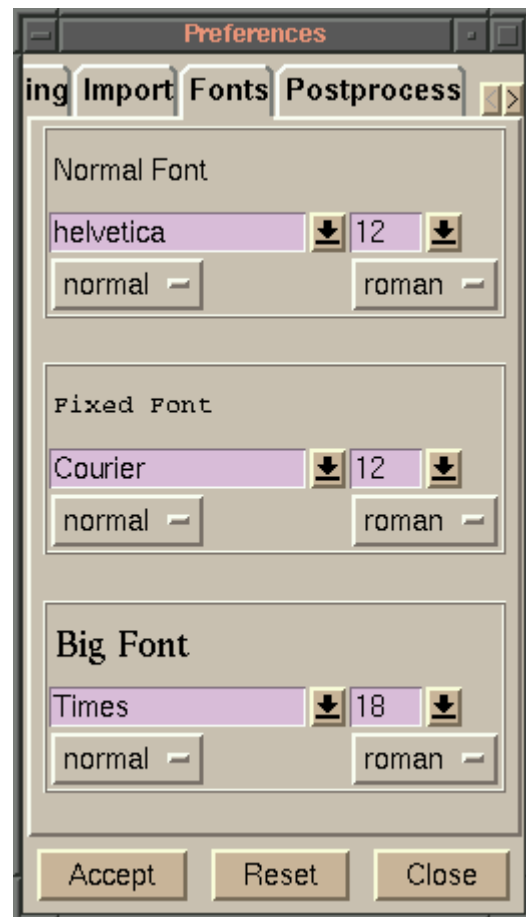 Preferences
ing Import Fonts Postprocess
Normal Font
helvetica 12
normal roman
Fixed Font
Courier 12
normal roman
Big Font
Times 18
normal roman
Accept Reset Close